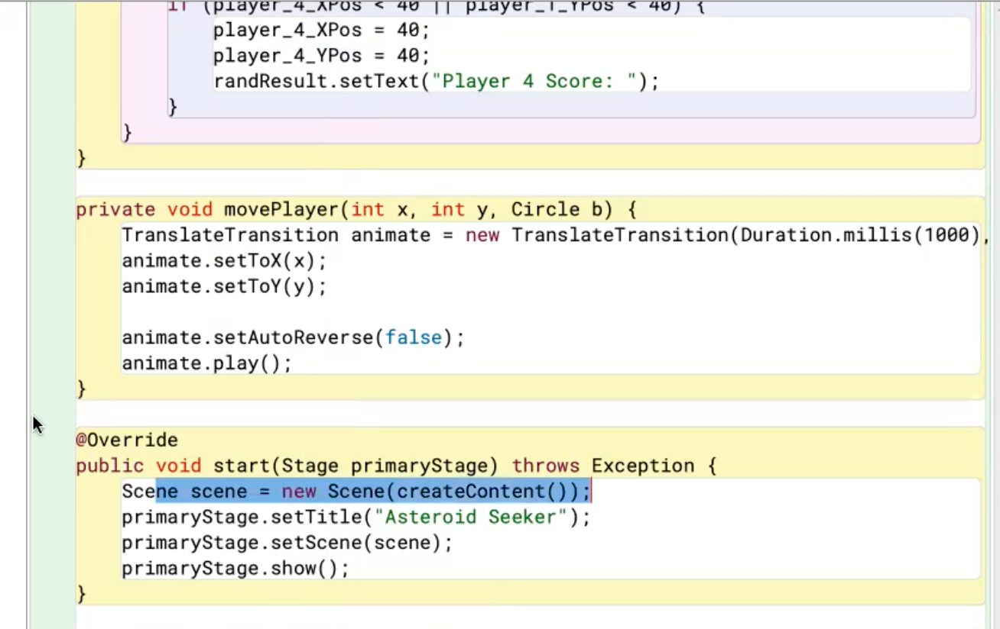 if (player_4_XPos < 40 || player_1_YPos < 40) {
player_4_XPos = 40;
player_4_YPos = 40;
randResult.setText("Player 4 Score: ");
}
}
}
private void movePlayer(int x, int y, Circle b) {
TranslateTransition animate = new TranslateTransition(Duration.millis(1000),
animate.setToX(x);
animate.setToY(y);
animate.setAutoReverse(false);
animate.play();
}
@Override
public void start(Stage primaryStage) throws Exception {
Scene scene = new Scene(createContent());
primaryStage.setTitle("Asteroid Seeker");
primaryStage.setScene(scene);
primaryStage.show();
}